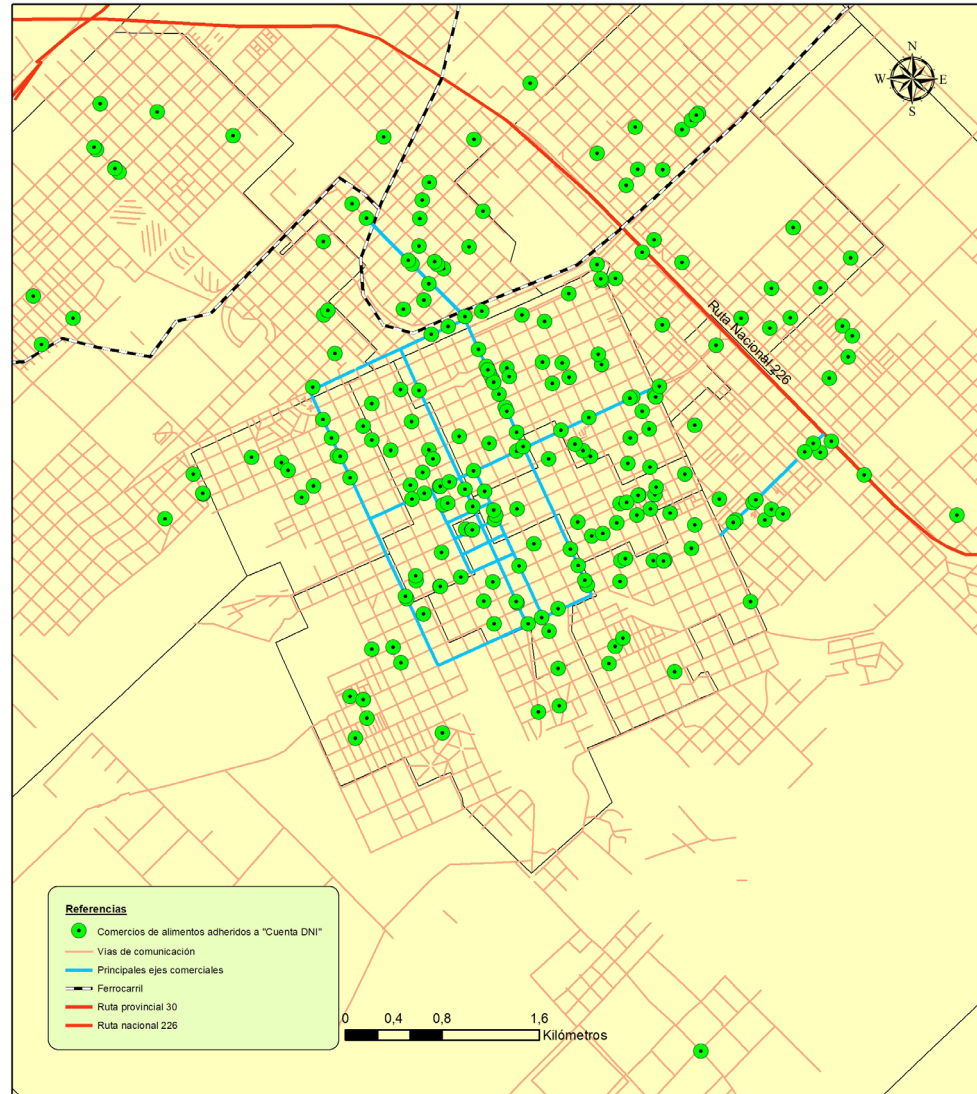 N
W E
S
Ruta Nacional 226
Referencias
Comercios de alimentos adheridos a "Cuenta DNI"
Vías de comunicación
Principales ejes comerciales
Ferrocarril
Ruta provincial 30
Ruta nacional 226
0 0,4 0,8 1,6
Kilómetros